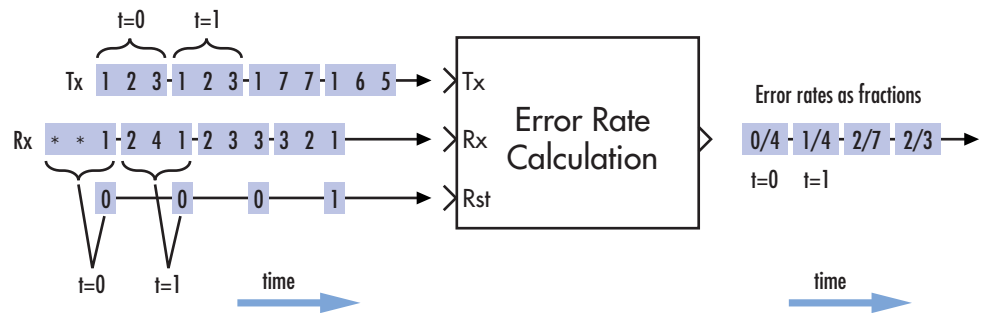 t=0 t=1
Tx 1 2 3 1 2 3 1 7 7 1 6 5
Rx * * 1 2 4 1 2 3 3 3 2 1
0 0 0 1
t=0 t=1
time
Tx
Rx
Rst
Error Rate
Calculation
Error rates as fractions
0/4 1/4 2/7 2/3
t=0 t=1
time